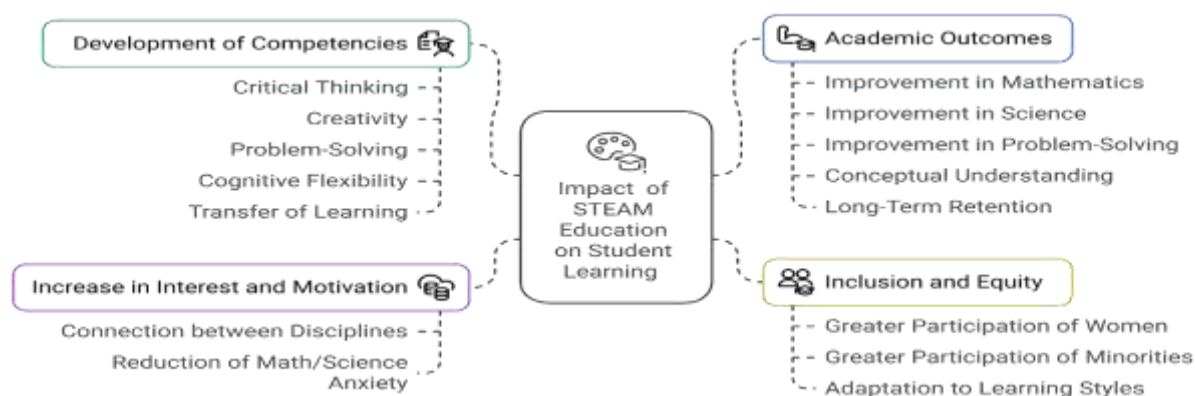 Development of Competencies
Critical Thinking
Creativity
Problem-Solving
Cognitive Flexibility
Transfer of Learning
Increase in Interest and Motivation
Connection between Disciplines
Reduction of Math/Science
Anxiety
Impact of
STEAM
Education
on Student
Learning
Academic Outcomes
Improvement in Mathematics
Improvement in Science
Improvement in Problem-Solving
Conceptual Understanding
Long-Term Retention
Inclusion and Equity
Greater Participation of Women
Greater Participation of Minorities
Adaptation to Learning Styles